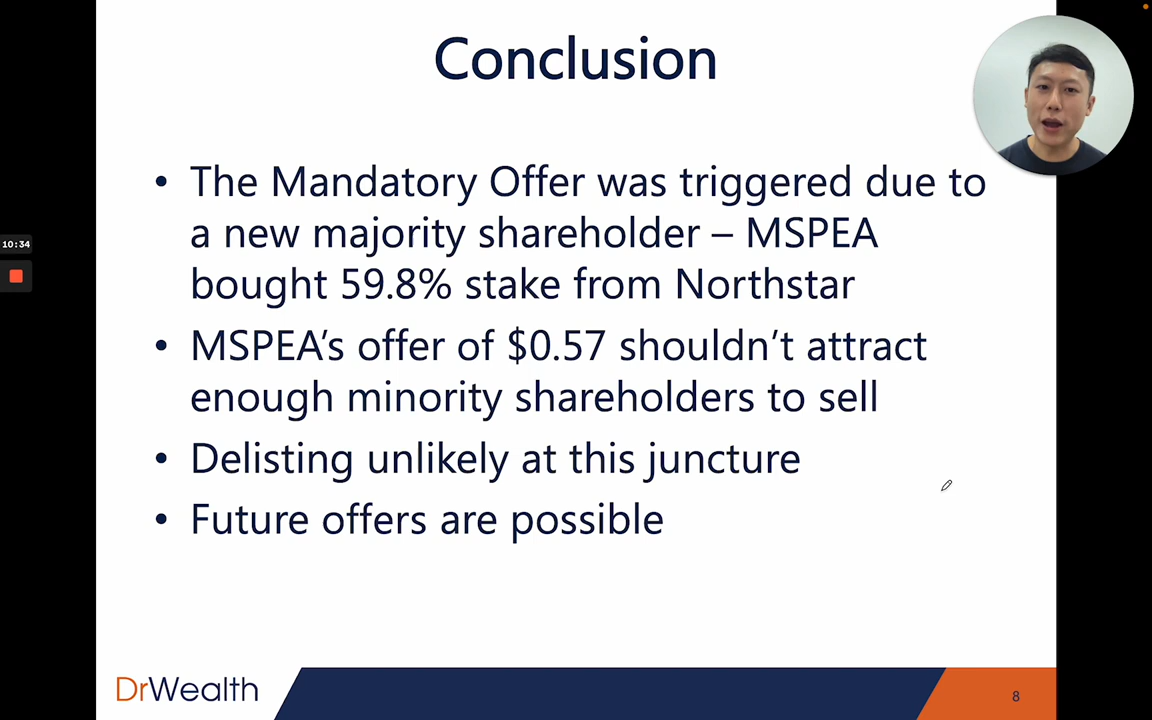 Conclusion
• The Mandatory Offer was triggered due to
a new majority shareholder – MSPEA
bought 59.8% stake from Northstar
10:34
• MSPEA’s offer of $0.57 shouldn’t attract
enough minority shareholders to sell
• Delisting unlikely at this juncture
• Future offers are possible
DrWealth
8